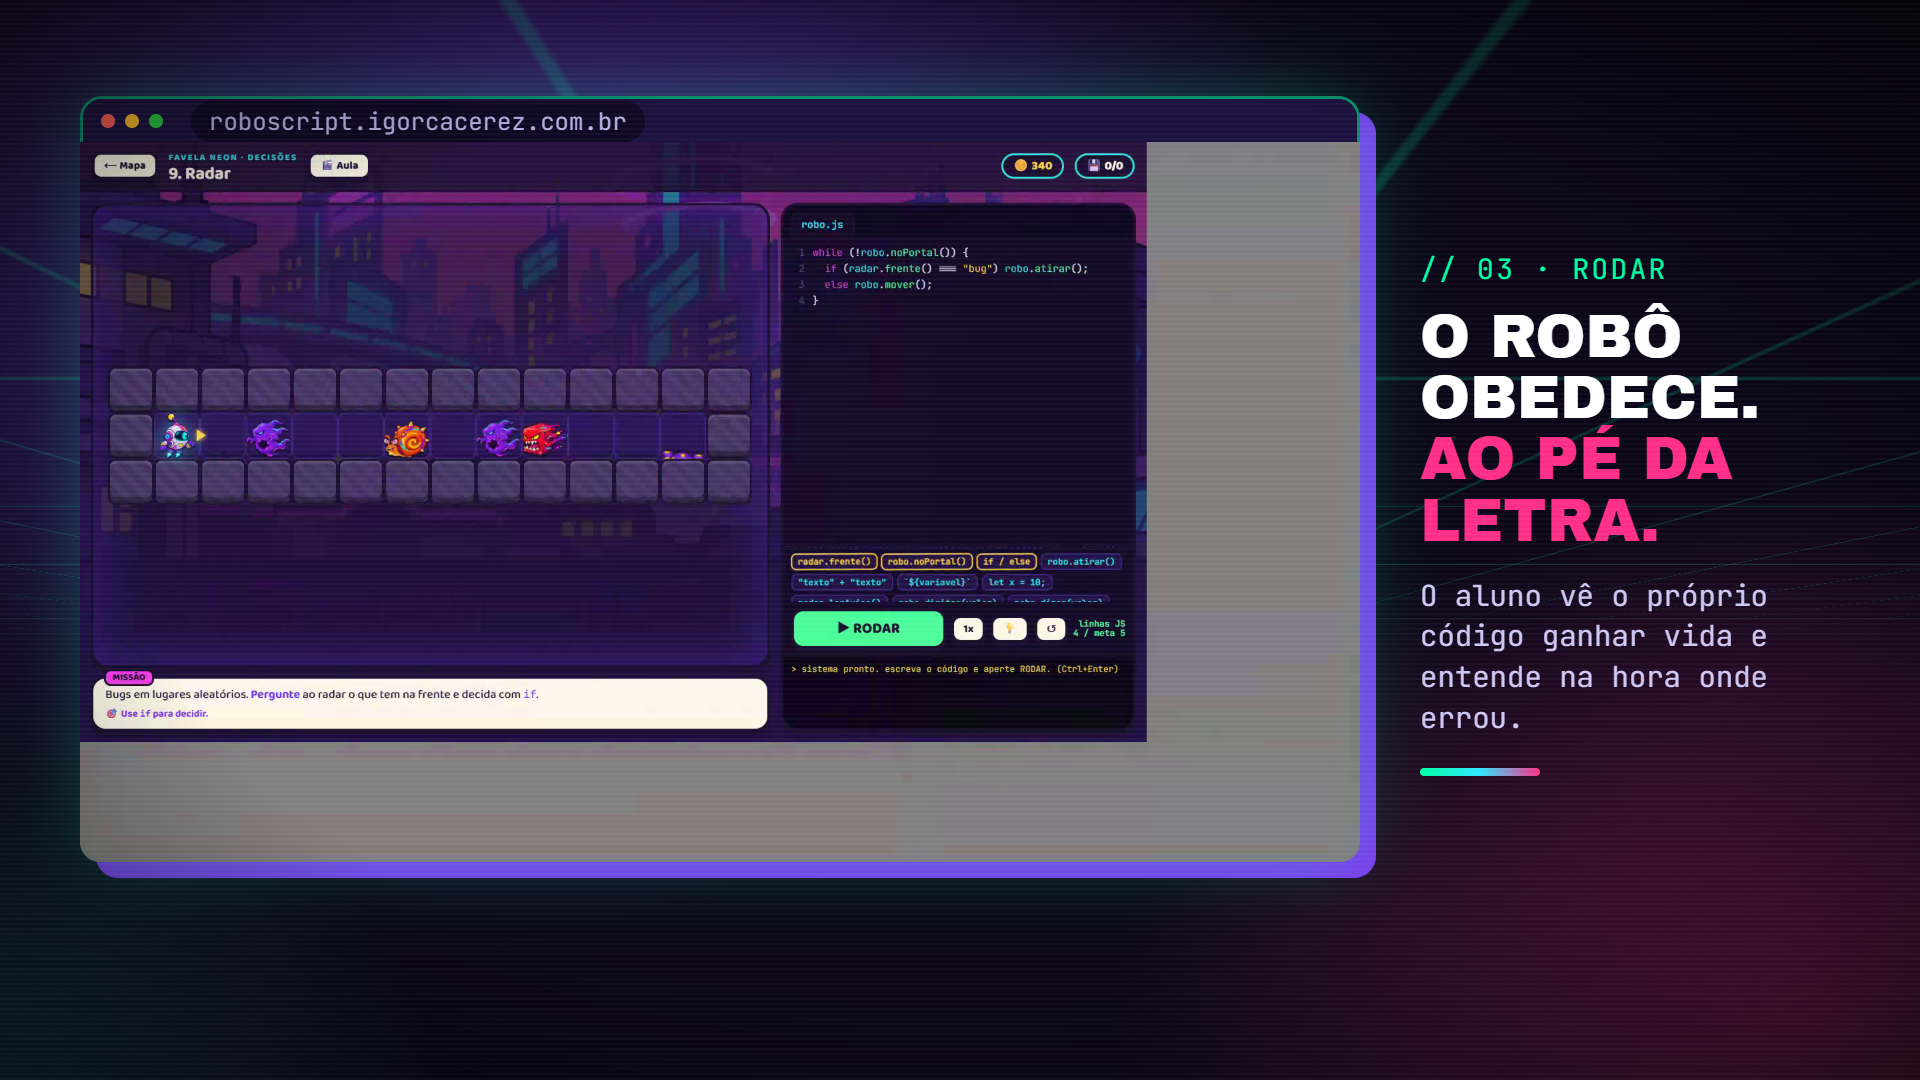 roboscript.igorcacerez.com.br
← Mapa
FAVELA NEON · DECISÕES
9. Radar
Aula
340
0/0
robo.js
1 while (!robo.noPortal()) {
2 if (radar.frente() === "bug") robo.atirar();
3 else robo.mover();
4 }
radar.frente() robo.noPortal() if / else robo.atirar()
"texto" + "texto" `${variavel}` let x = 10;
▶ RODAR
1x
↺
linhas JS
4 / meta 5
> sistema pronto. escreva o código e aperte RODAR. (Ctrl+Enter)
MISSÃO
Bugs em lugares aleatórios. Pergunte ao radar o que tem na frente e decida com if.
Use if para decidir.
// 03 · RODAR
O ROBÔ
OBEDECE.
AO PÉ DA
LETRA.
O aluno vê o próprio
código ganhar vida e
entende na hora onde
errou.